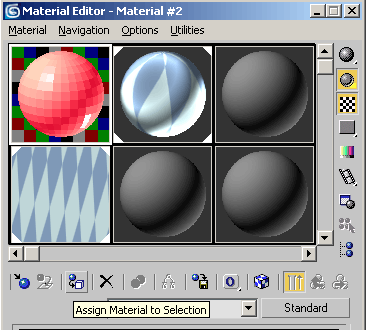 Material Editor - Material #2
Material Navigation Options Utilities
Assign Material to Selection
Standard